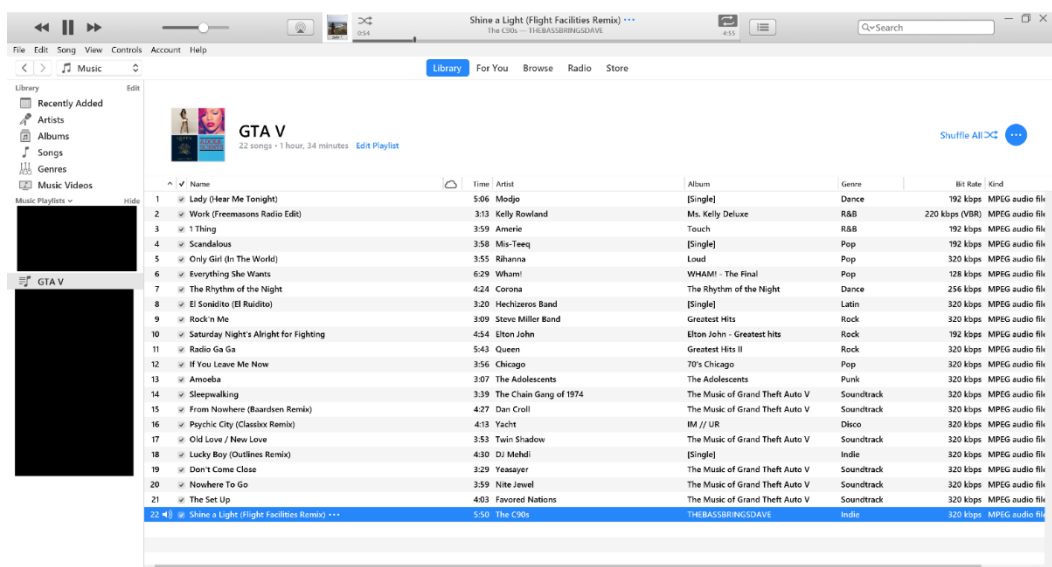 Shine a Light (Flight Facilities Remix) •••
The C90s — THEBASSBRINGSDAVE
0:54
4:55
Search
File Edit Song View Controls Account Help
Music
Library For You Browse Radio Store
Library Edit
Recently Added
Artists
Albums
Songs
Genres
Music Videos
Music Playlists Hide
GTA V
GTA V
22 songs • 1 hour, 34 minutes Edit Playlist
Shuffle All
Name Time Artist Album Genre Bit Rate Kind
1 Lady (Hear Me Tonight) 5:06 Modjo [Single] Dance 192 kbps MPEG audio file
2 Work (Freemasons Radio Edit) 3:13 Kelly Rowland Ms. Kelly Deluxe R&B 220 kbps (VBR) MPEG audio file
3 1 Thing 3:59 Amerie Touch R&B 192 kbps MPEG audio file
4 Scandalous 3:58 Mis-Teeq [Single] Pop 192 kbps MPEG audio file
5 Only Girl (In The World) 3:55 Rihanna Loud Pop 320 kbps MPEG audio file
6 Everything She Wants 6:29 Wham! WHAM! - The Final Pop 128 kbps MPEG audio file
7 The Rhythm of the Night 4:24 Corona The Rhythm of the Night Dance 256 kbps MPEG audio file
8 El Sonidito (El Ruidito) 3:20 Hechizeros Band [Single] Latin 320 kbps MPEG audio file
9 Rock'n Me 3:09 Steve Miller Band Greatest Hits Rock 320 kbps MPEG audio file
10 Saturday Night's Alright for Fighting 4:54 Elton John Elton John - Greatest hits Rock 192 kbps MPEG audio file
11 Radio Ga Ga 5:43 Queen Greatest Hits II Rock 320 kbps MPEG audio file
12 If You Leave Me Now 3:56 Chicago 70's Chicago Pop 320 kbps MPEG audio file
13 Amoeba 3:07 The Adolescents The Adolescents Punk 320 kbps MPEG audio file
14 Sleepwalking 3:39 The Chain Gang of 1974 The Music of Grand Theft Auto V Soundtrack 320 kbps MPEG audio file
15 From Nowhere (Baardsen Remix) 4:27 Dan Croll The Music of Grand Theft Auto V Soundtrack 320 kbps MPEG audio file
16 Psychic City (Classixx Remix) 4:13 Yacht IM // UR Disco 320 kbps MPEG audio file
17 Old Love / New Love 3:53 Twin Shadow The Music of Grand Theft Auto V Soundtrack 320 kbps MPEG audio file
18 Lucky Boy (Outlines Remix) 4:30 DJ Mehdi [Single] Indie 320 kbps MPEG audio file
19 Don't Come Close 3:29 Yeasayer The Music of Grand Theft Auto V Soundtrack 320 kbps MPEG audio file
20 Nowhere To Go 3:59 Nite Jewel The Music of Grand Theft Auto V Soundtrack 320 kbps MPEG audio file
21 The Set Up 4:03 Favored Nations The Music of Grand Theft Auto V Soundtrack 320 kbps MPEG audio file
22 Shine a Light (Flight Facilities Remix) ••• 5:50 The C90s THEBASSBRINGSDAVE Indie 320 kbps MPEG audio file